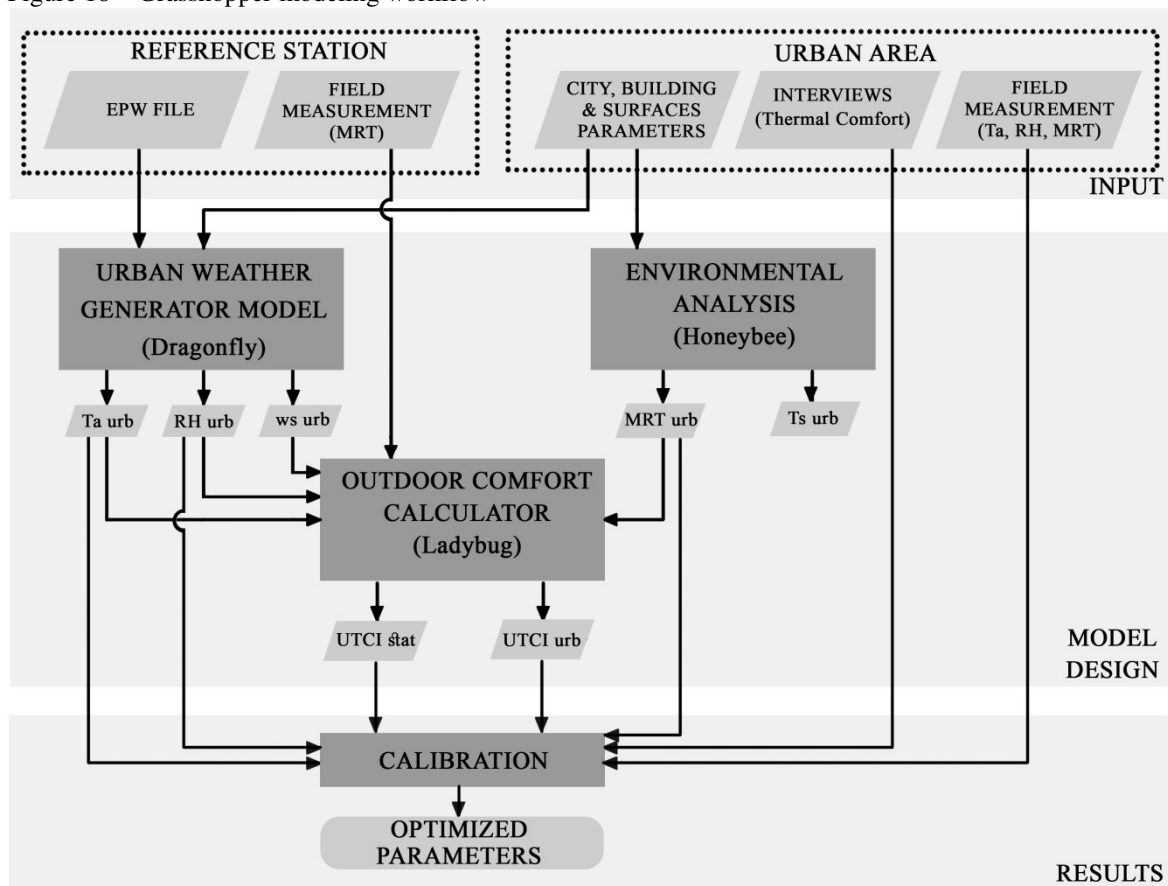 Figure 18 – Grasshopper modeling workflow
REFERENCE STATION
EPW FILE
FIELD
MEASUREMENT
(MRT)
URBAN AREA
CITY, BUILDING
& SURFACES
PARAMETERS
INTERVIEWS
(Thermal Comfort)
FIELD
MEASUREMENT
(Ta, RH, MRT)
INPUT
URBAN WEATHER
GENERATOR MODEL
(Dragonfly)
ENVIRONMENTAL
ANALYSIS
(Honeybee)
Ta urb
RH urb
ws urb
MRT urb
Ts urb
OUTDOOR COMFORT
CALCULATOR
(Ladybug)
UTCI stat
UTCI urb
MODEL
DESIGN
CALIBRATION
OPTIMIZED
PARAMETERS
RESULTS